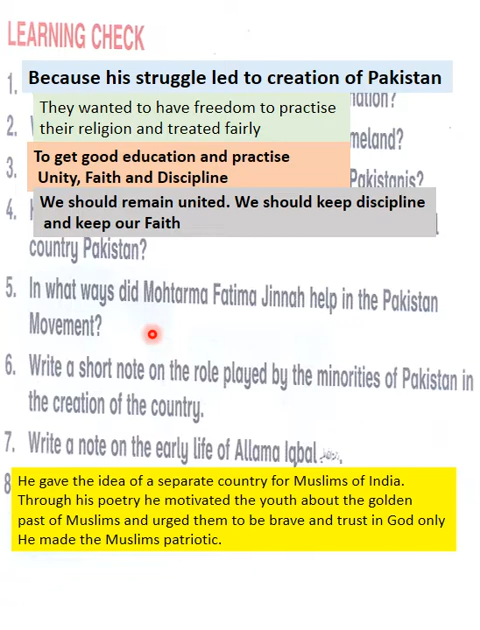 LEARNING CHECK
1. Because his struggle led to creation of Pakistan
They wanted to have freedom to practise
their religion and treated fairly
2.
meland?
To get good education and practise
3. Pakistanis?
Unity, Faith and Discipline
4. We should remain united. We should keep discipline
and keep our Faith
country Pakistan?
5. In what ways did Mohtarma Fatima Jinnah help in the Pakistan
Movement?
6. Write a short note on the role played by the minorities of Pakistan in
the creation of the country.
7. Write a note on the early life of Allama Iqbal .
8
He gave the idea of a separate country for Muslims of India.
Through his poetry he motivated the youth about the golden
past of Muslims and urged them to be brave and trust in God only
He made the Muslims patriotic.